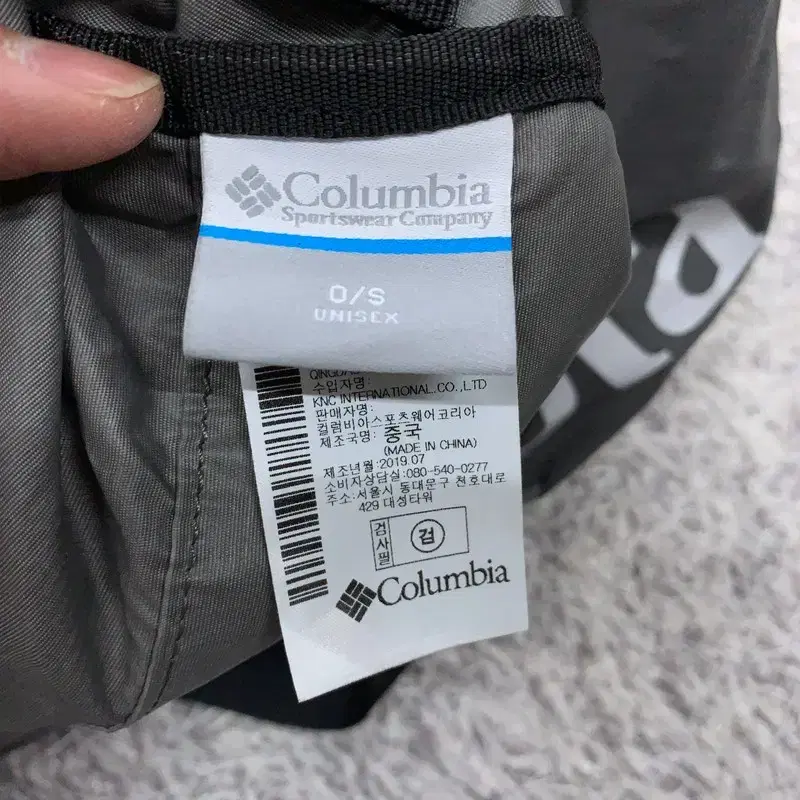 Columbia
Sportswear Company
O/S
UNISEX
수입자명:
KNC INTERNATIONAL.CO.,LTD
판매자명:
컬럼비아스포츠웨어코리아
제조국명: 중국
(MADE IN CHINA)
제조년월:2019.07
소비자상담실:080-540-0277
주소:서울시 동대문구 천호대로
429 대성타워
검사필
검
Columbia